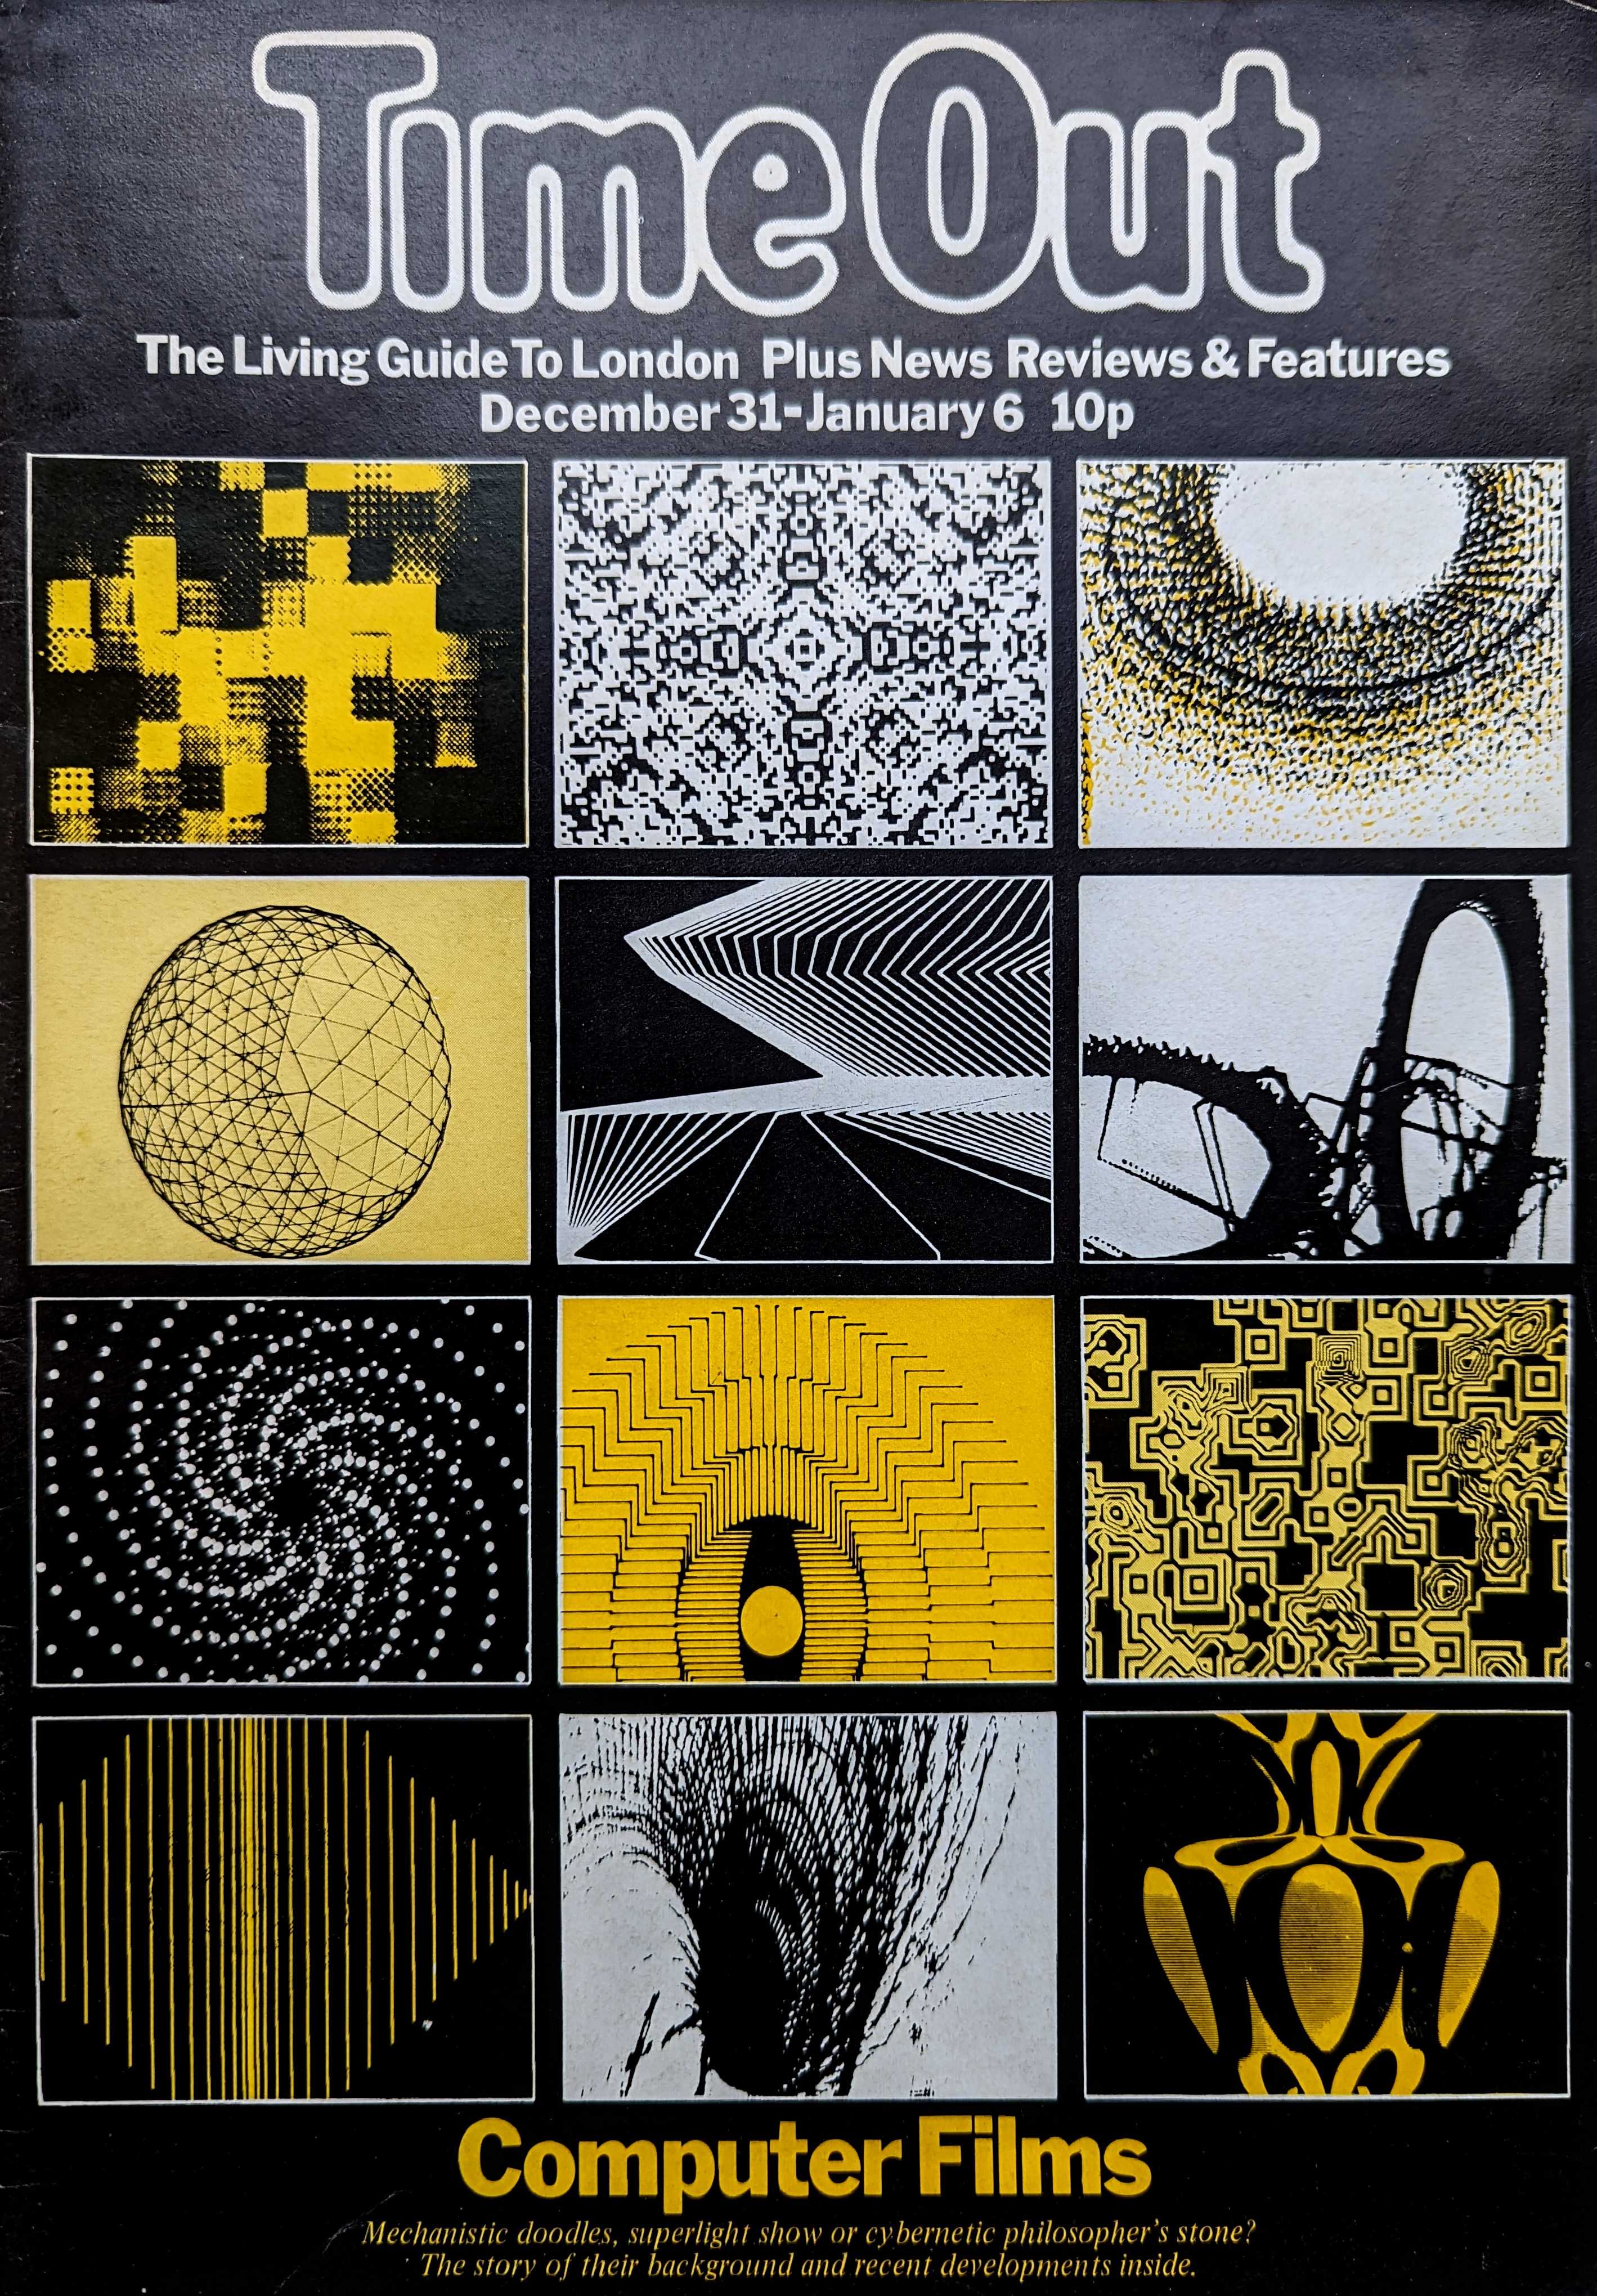 Time Out
The Living Guide To London Plus News Reviews & Features
December 31-January 6 10p
Computer Films
Mechanistic doodles, superlight show or cybernetic philosopher's stone?
The story of their background and recent developments inside.